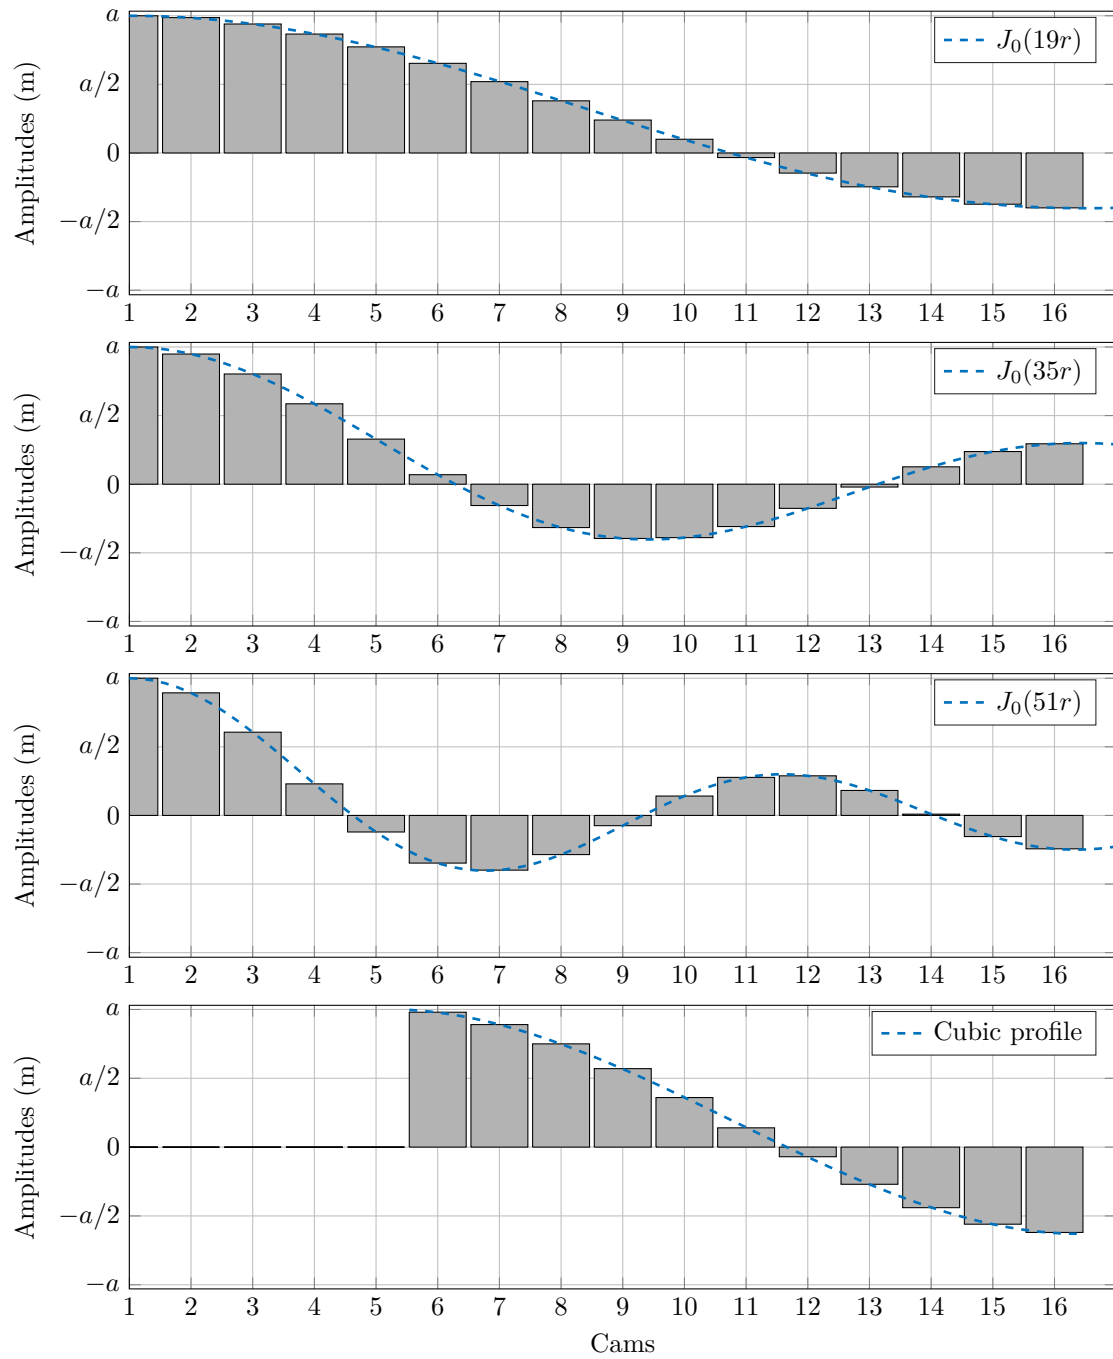 a
a/2
0
−a/2
−a
Amplitudes (m)
J₀(19r)
1 2 3 4 5 6 7 8 9 10 11 12 13 14 15 16
a
a/2
0
−a/2
−a
Amplitudes (m)
J₀(35r)
1 2 3 4 5 6 7 8 9 10 11 12 13 14 15 16
a
a/2
0
−a/2
−a
Amplitudes (m)
J₀(51r)
1 2 3 4 5 6 7 8 9 10 11 12 13 14 15 16
a
a/2
0
−a/2
−a
Amplitudes (m)
Cubic profile
1 2 3 4 5 6 7 8 9 10 11 12 13 14 15 16
Cams